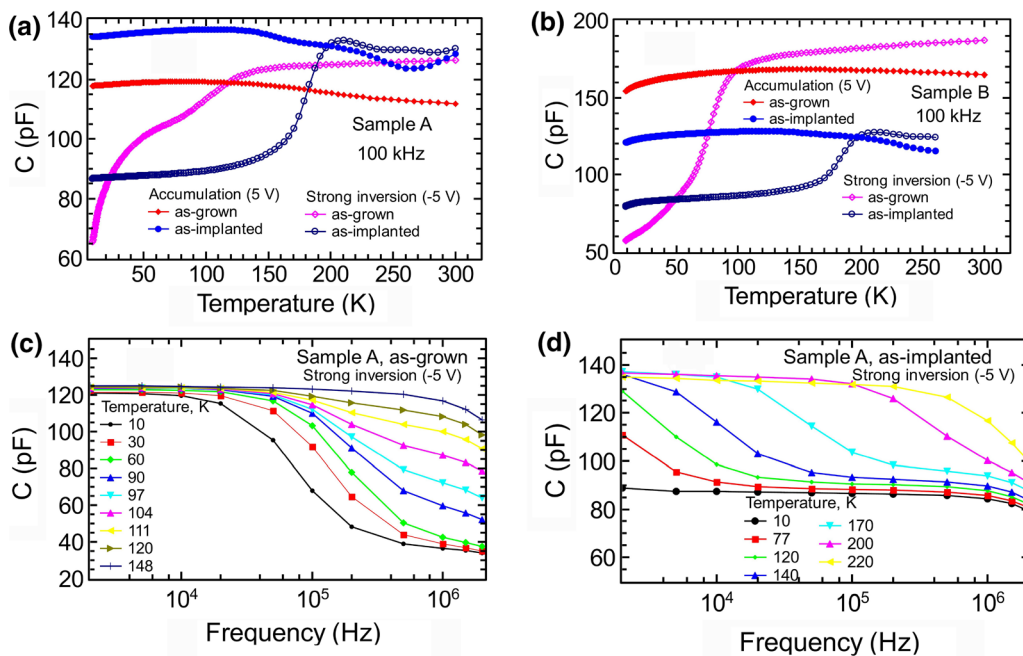 (a)
140
120
100
80
60
C (pF)
Sample A
100 kHz
Accumulation (5 V)
as-grown
as-implanted
Strong inversion (-5 V)
as-grown
as-implanted
50 100 150 200 250 300
Temperature (K)
(b)
200
150
100
50
C (pF)
Accumulation (5 V)
as-grown
as-implanted
Sample B
100 kHz
Strong inversion (-5 V)
as-grown
as-implanted
0 100 200 300
Temperature (K)
(c)
140
120
100
80
60
40
20
C (pF)
Sample A, as-grown
Strong inversion (-5 V)
Temperature, K
10
30
60
90
97
104
111
120
148
10⁴ 10⁵ 10⁶
Frequency (Hz)
(d)
140
120
100
80
60
C (pF)
Sample A, as-implanted
Strong inversion (-5 V)
Temperature, K
10
77
120
140
170
200
220
10⁴ 10⁵ 10⁶
Frequency (Hz)